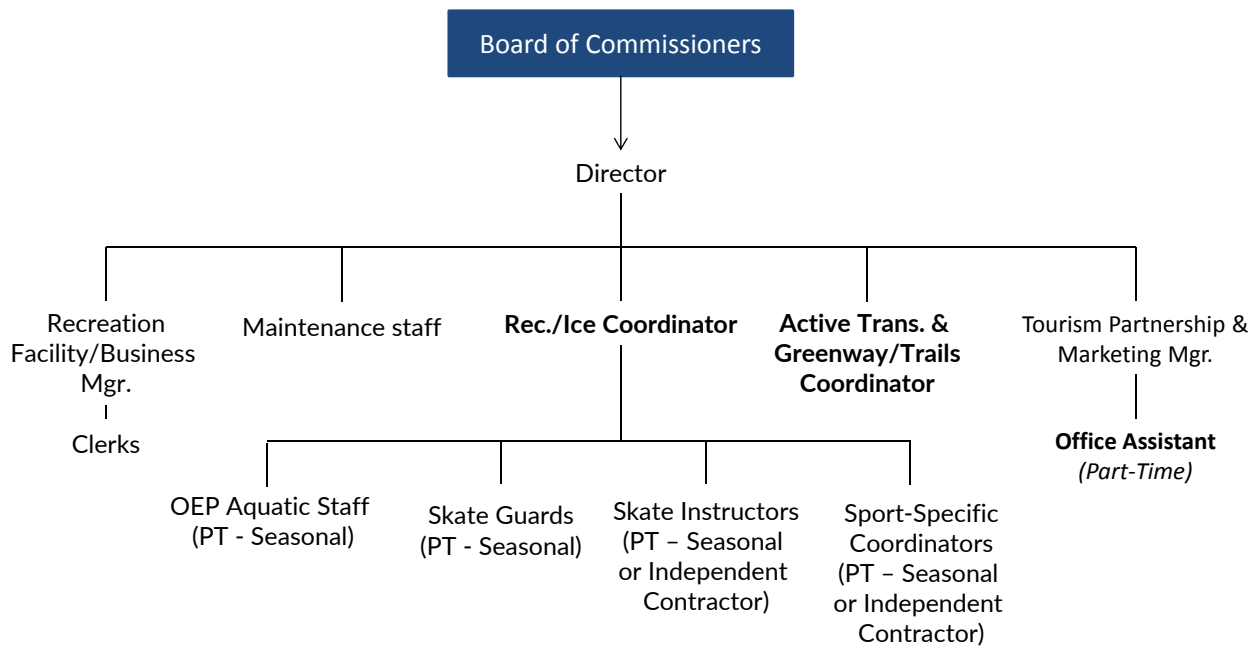 Board of Commissioners
Director
Recreation
Facility/Business
Mgr.
Maintenance staff
Rec./Ice Coordinator
Active Trans. &
Greenway/Trails
Coordinator
Tourism Partnership &
Marketing Mgr.
Clerks
Office Assistant
(Part-Time)
OEP Aquatic Staff
(PT - Seasonal)
Skate Guards
(PT - Seasonal)
Skate Instructors
(PT – Seasonal
or Independent
Contractor)
Sport-Specific
Coordinators
(PT – Seasonal
or Independent
Contractor)